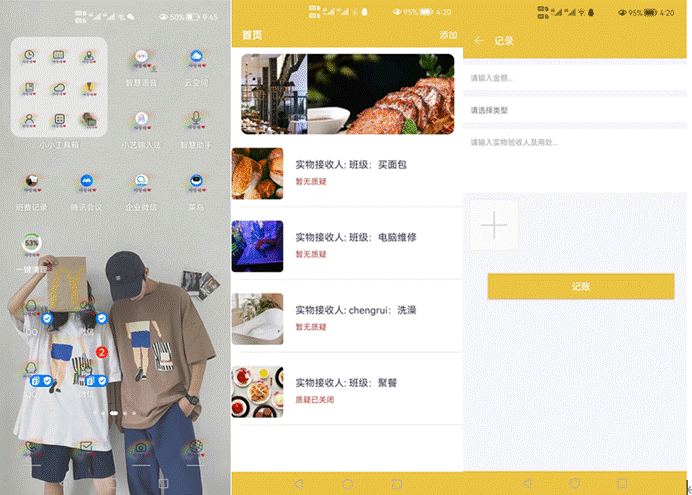 50% 9:45
智慧语音
云空间
小小工具箱
小艺输入法
智慧助手
班费记录
腾讯会议
企业微信
菜鸟
53%
一键清理
QQ
微信
2
QQ
微信
95% 4:20
首页
添加
实物接收人: 班级：买面包
暂无质疑
实物接收人: 班级：电脑维修
暂无质疑
实物接收人: chengrui：洗澡
暂无质疑
实物接收人: 班级：聚餐
质疑已关闭
95% 4:20
记录
请输入金额...
请选择类型
请输入实物验收人及用处...
记账